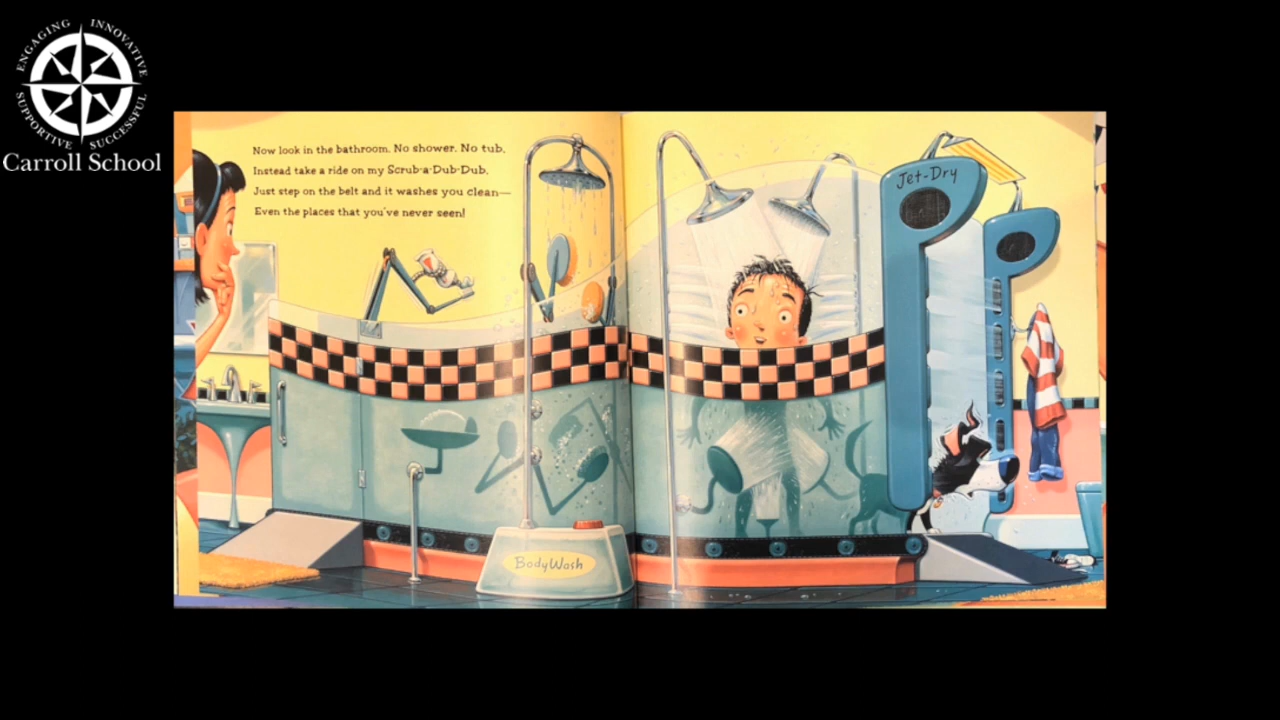 ENGAGING INNOVATIVE
SUPPORTIVE SUCCESSFUL
Carroll School
Now look in the bathroom. No shower. No tub.
Instead take a ride on my Scrub-a-Dub-Dub.
Just step on the belt and it washes you clean—
Even the places that you've never seen!
Jet-Dry
BodyWash